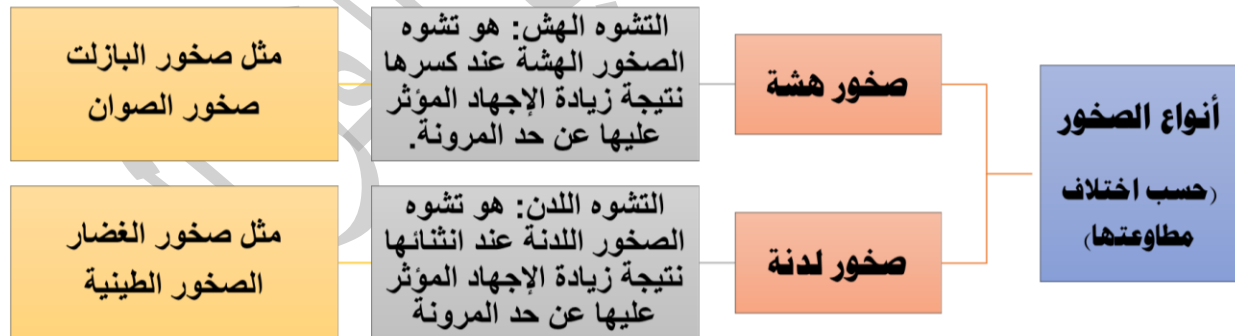 أنواع الصخور
(حسب اختلاف
مطاوعتها)
صخور هشة
التشوه الهش: هو تشوه
الصخور الهشة عند كسرها
نتيجة زيادة الإجهاد المؤثر
عليها عن حد المرونة.
مثل صخور البازلت
صخور الصوان
صخور لدنة
التشوه اللدن: هو تشوه
الصخور اللدنة عند انثنائها
نتيجة زيادة الإجهاد المؤثر
عليها عن حد المرونة
مثل صخور الغضار
الصخور الطينية